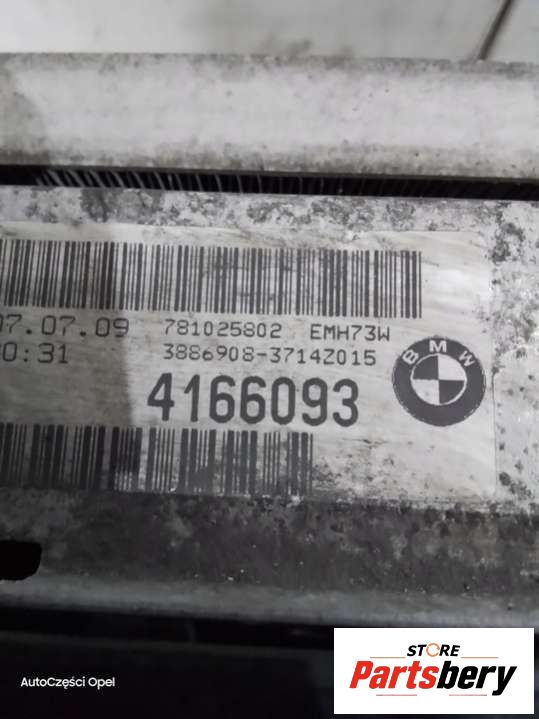 07.07.09 781025802 EMH73W
0:31 3886908-3714Z015
4166093
BMW
STORE
Partsbery
AutoCzęści Opel